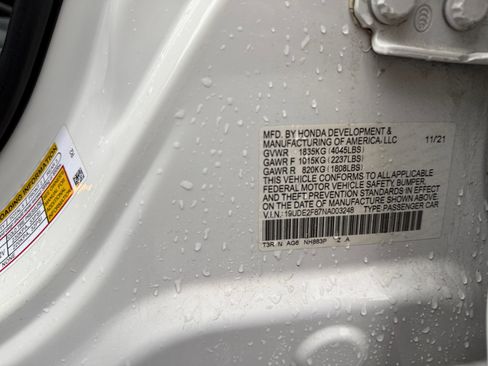 MFD. BY HONDA DEVELOPMENT &
MANUFACTURING OF AMERICA, LLC 11/21
GVWR 1835KG (4045LBS)
GAWR F 1015KG (2237LBS)
GAWR R 820KG (1808LBS)
THIS VEHICLE CONFORMS TO ALL APPLICABLE
FEDERAL MOTOR VEHICLE SAFETY, BUMPER,
AND THEFT PREVENTION STANDARDS IN EFFECT
ON THE DATE OF MANUFACTURE SHOWN ABOVE.
V.I.N.: 19UDE2F87NA003248 TYPE: PASSENGER CAR
T3R N AG6 NH883P Z A
LOADING INFORMATION